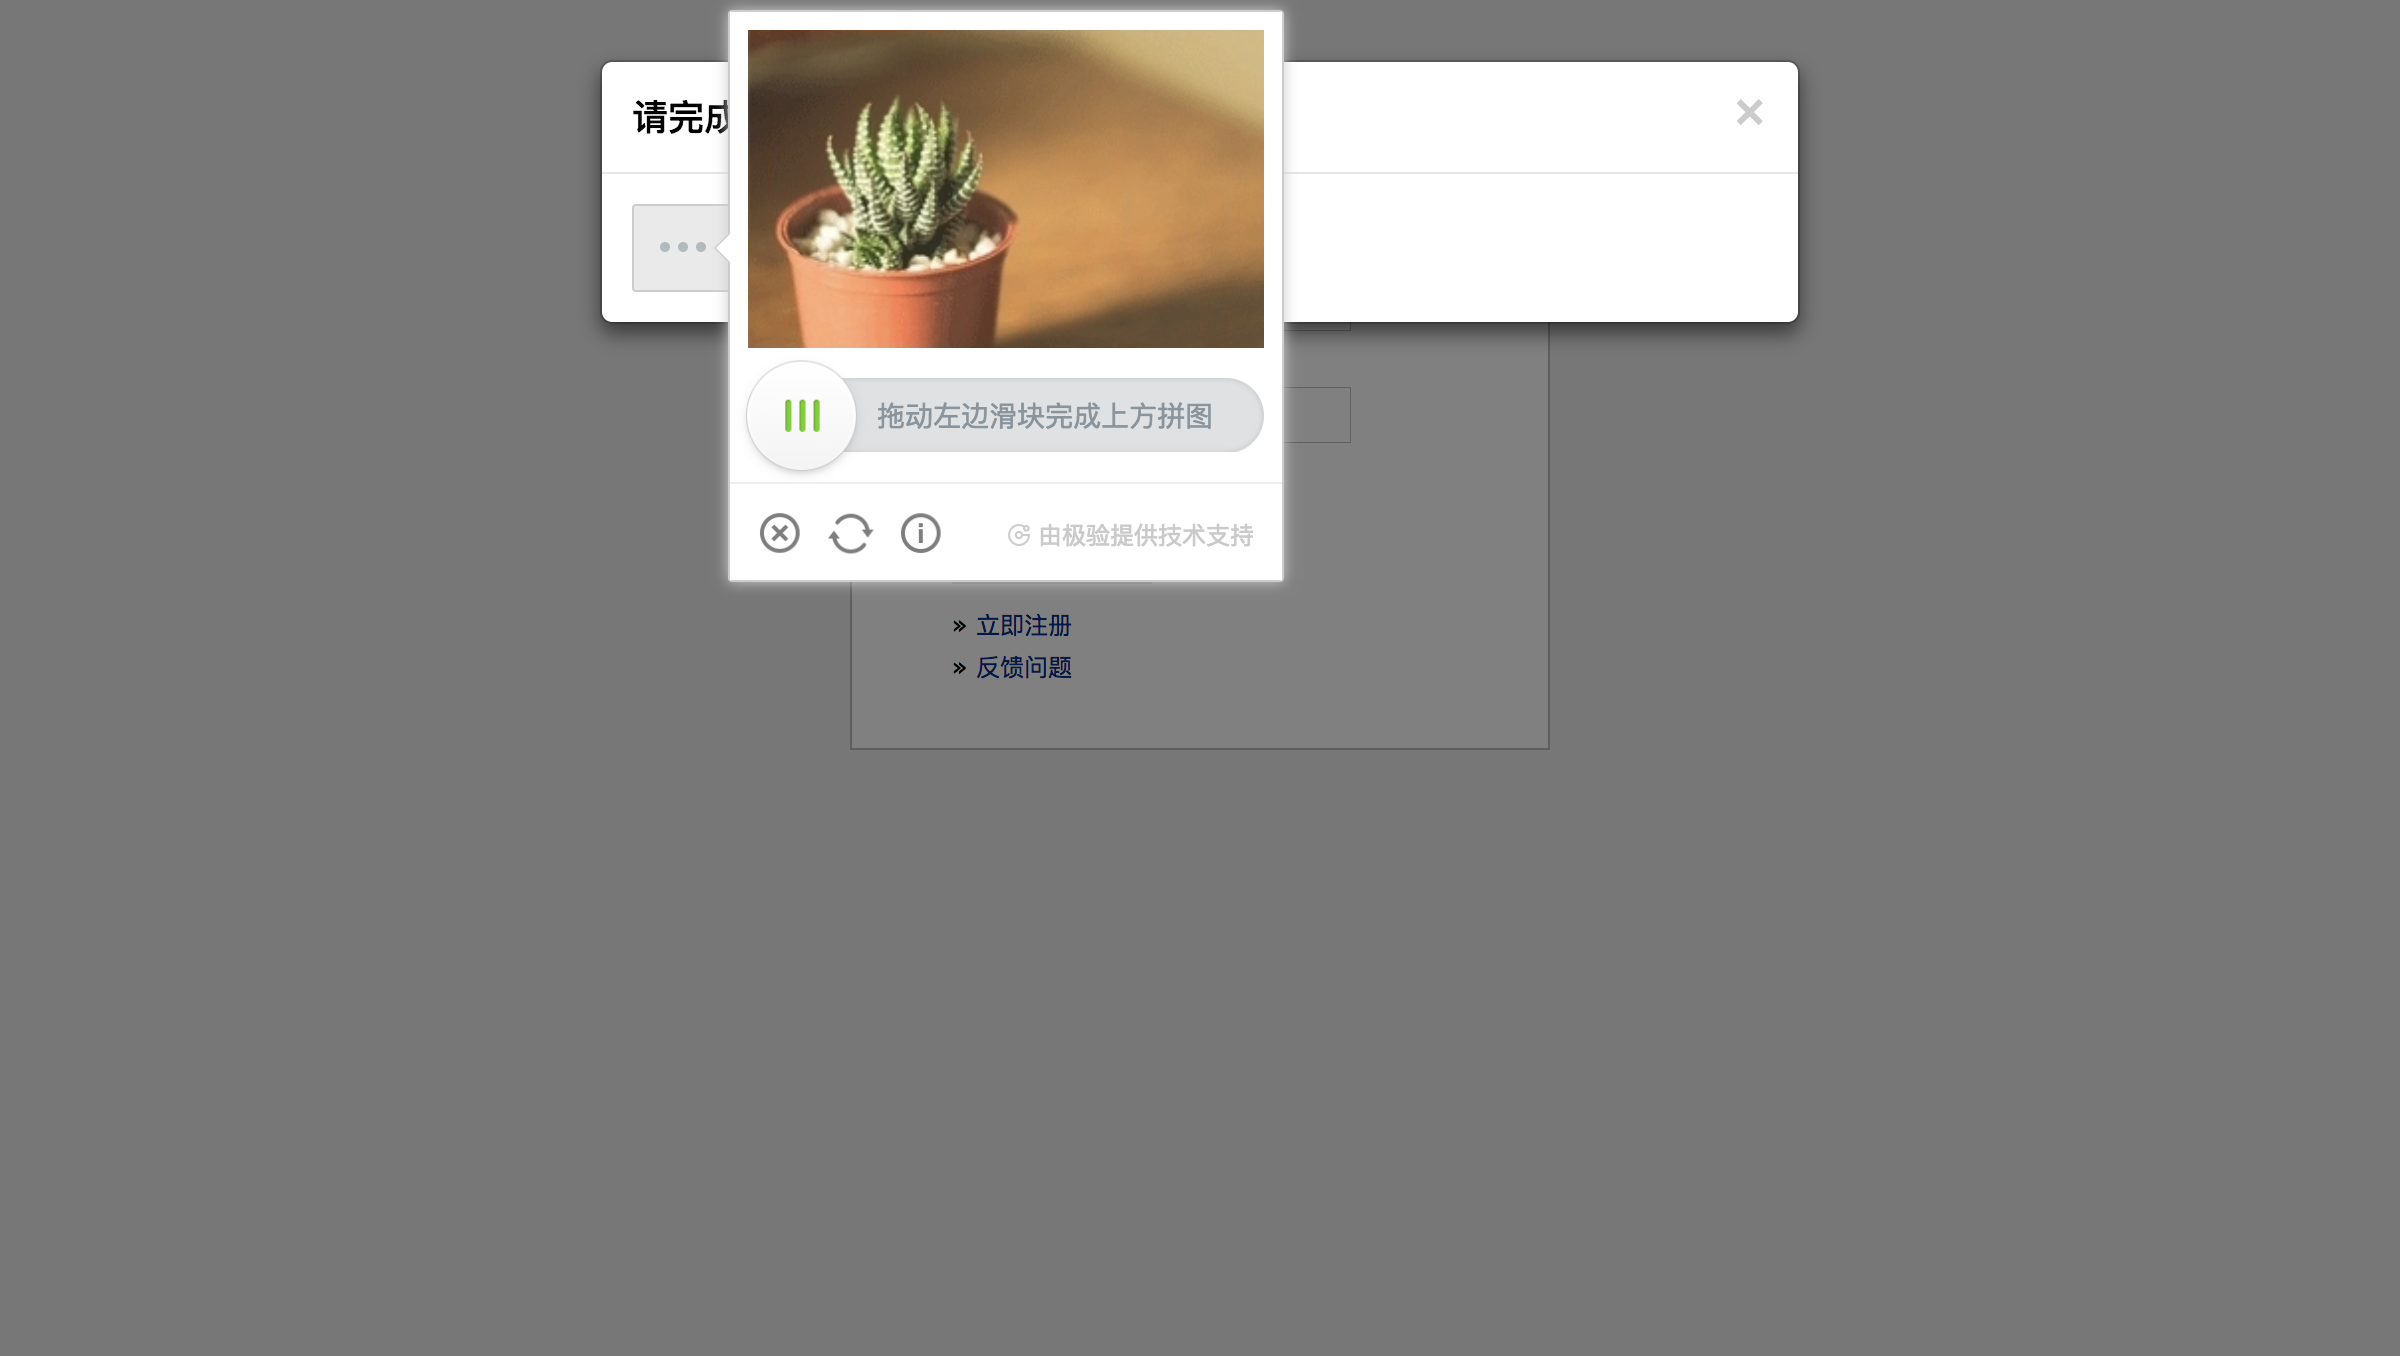 请完成
拖动左边滑块完成上方拼图
由极验提供技术支持
» 立即注册
» 反馈问题